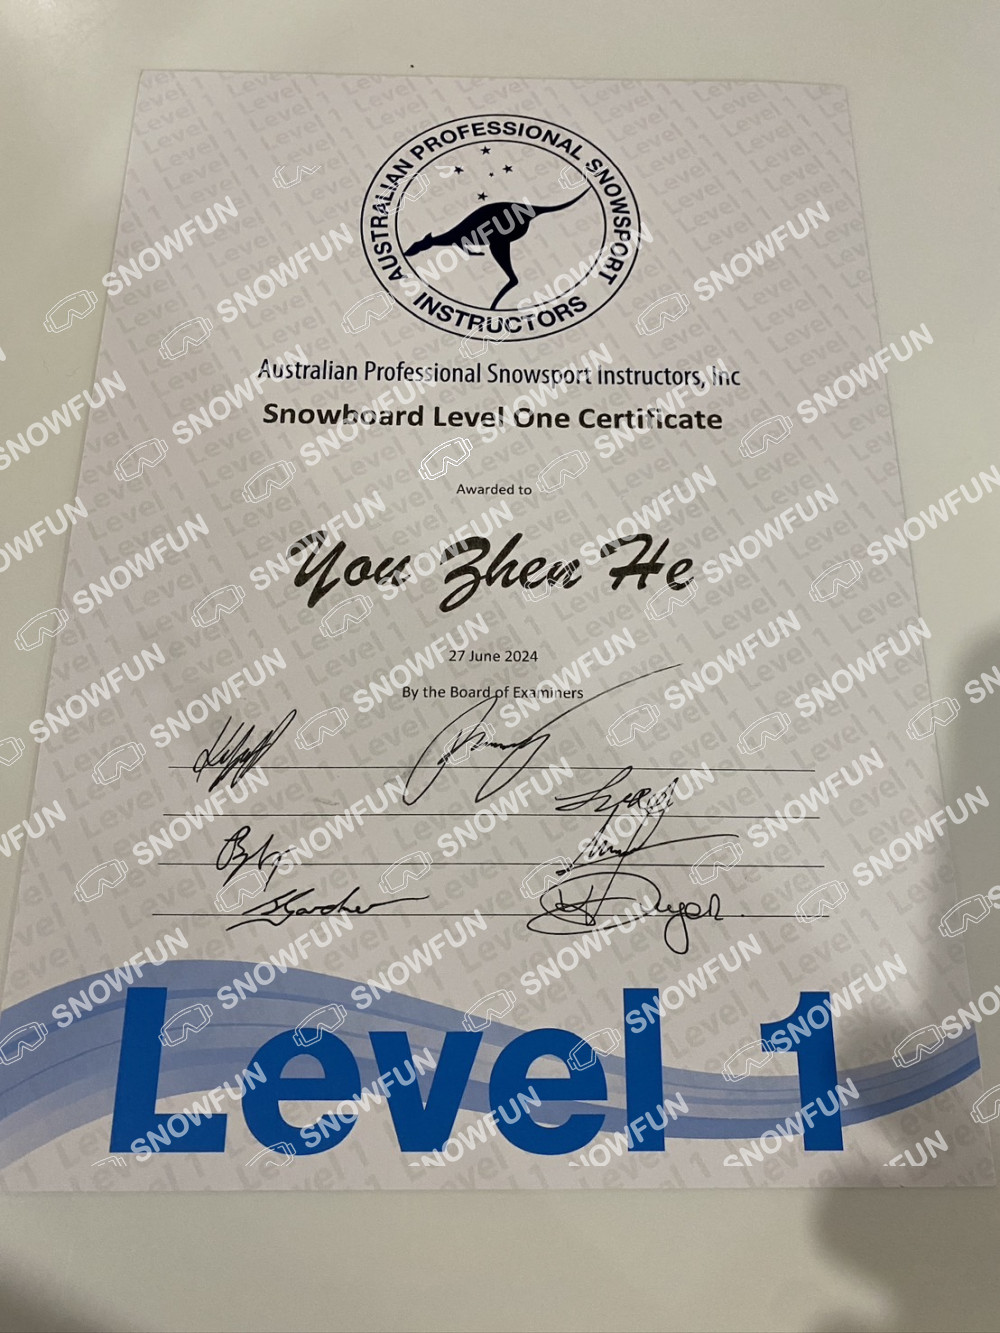 AUSTRALIAN PROFESSIONAL SNOWSPORT
INSTRUCTORS
Australian Professional Snowsport Instructors, Inc
Snowboard Level One Certificate
Awarded to
You Zhen He
27 June 2024
By the Board of Examiners
Level 1
SNOWFUN